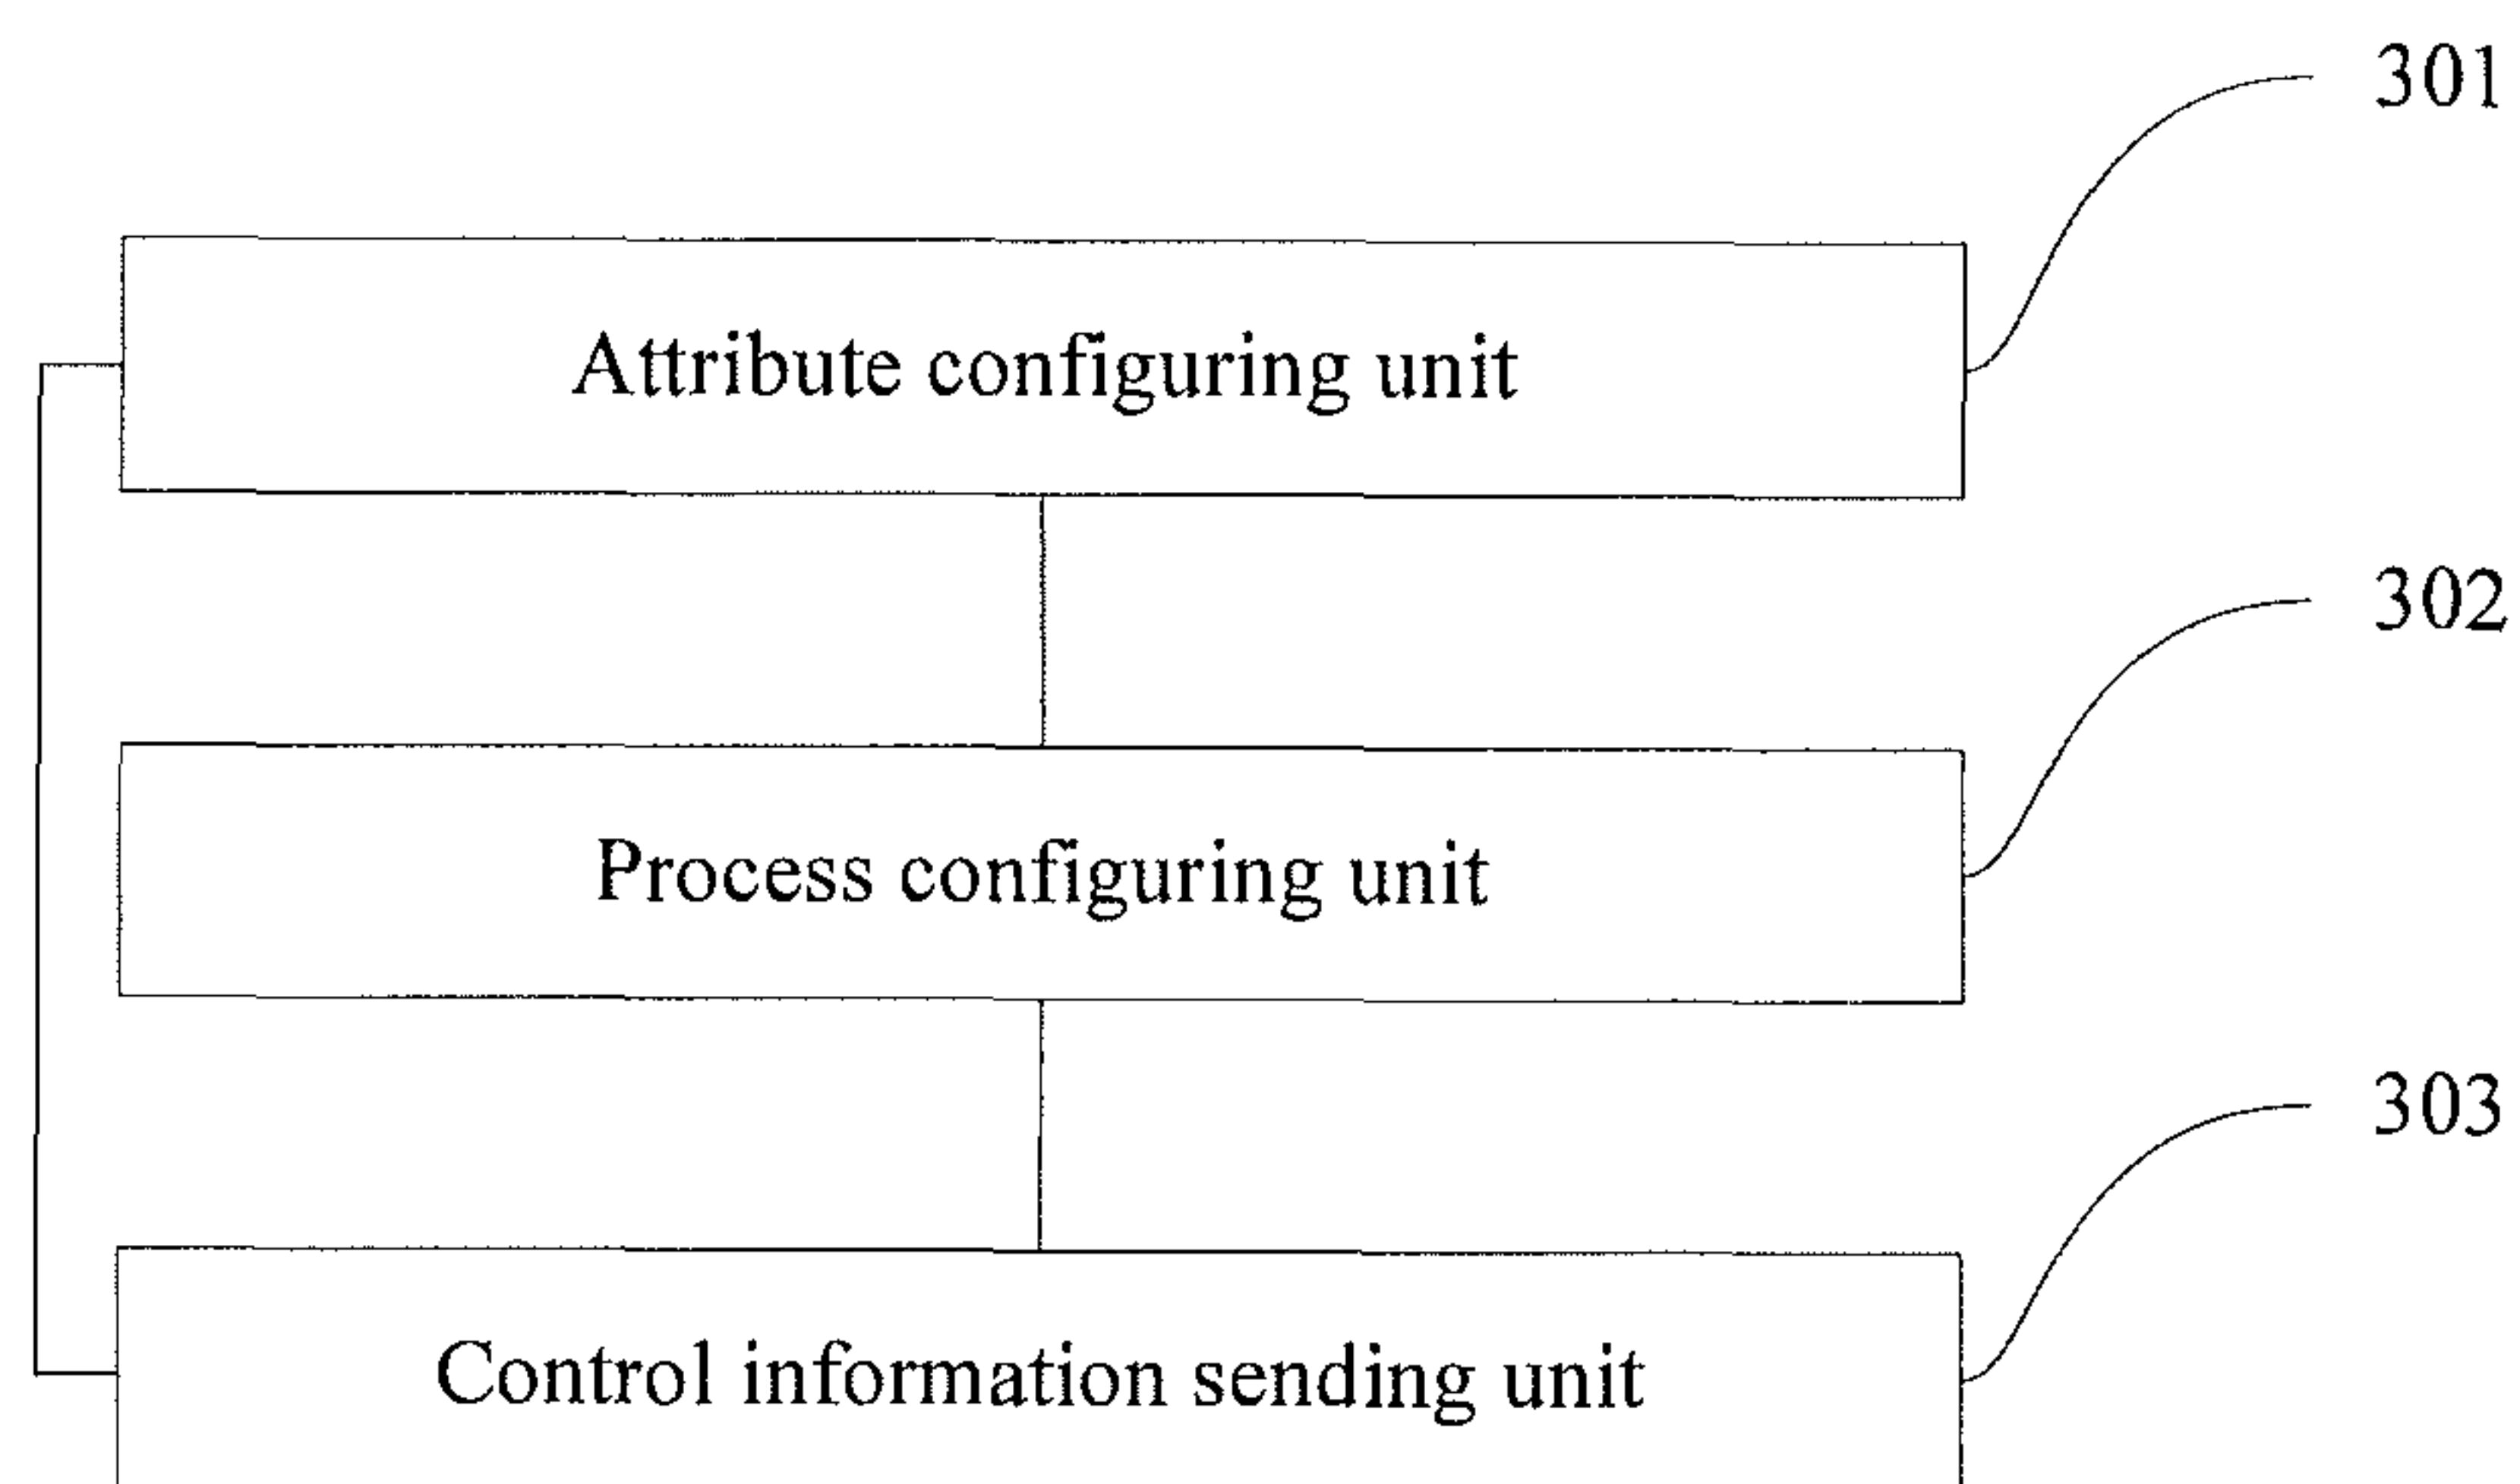 301
Attribute configuring unit
302
Process configuring unit
303
Control information sending unit